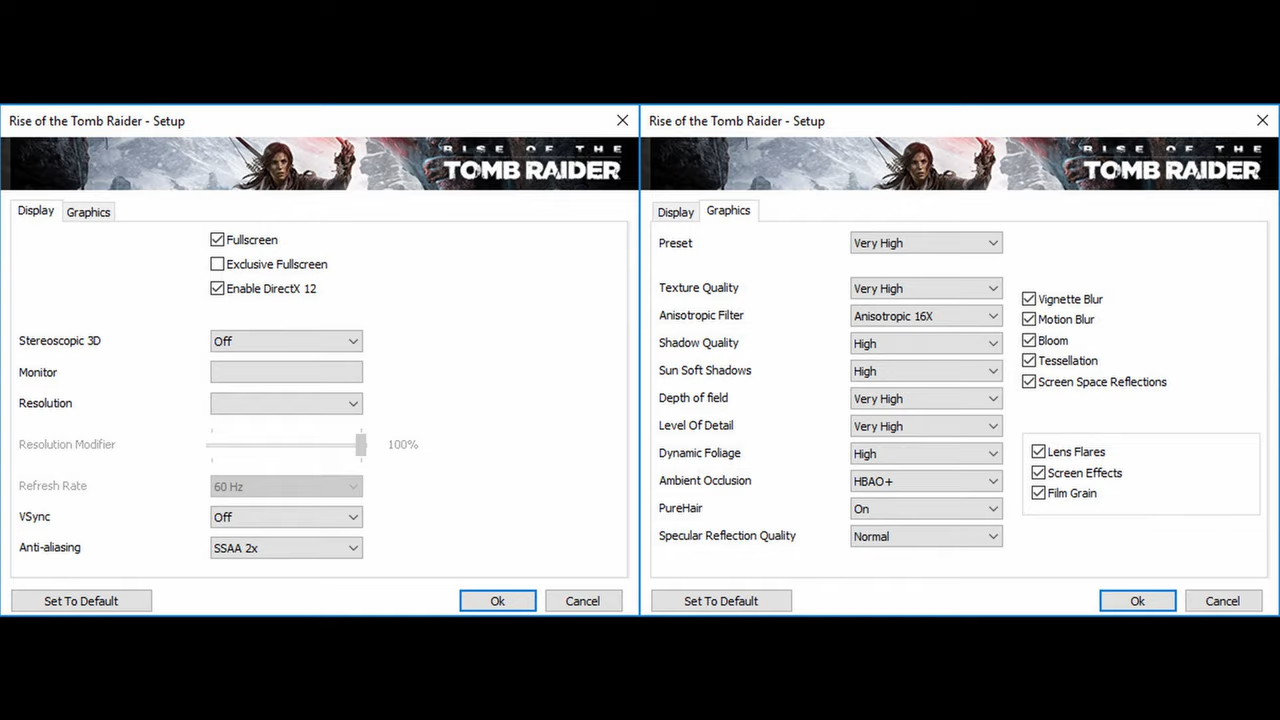 Rise of the Tomb Raider - Setup
RISE OF THE
TOMB RAIDER
Display
Graphics
Fullscreen
Exclusive Fullscreen
Enable DirectX 12
Stereoscopic 3D
Off
Monitor
Resolution
Resolution Modifier
100%
Refresh Rate
60 Hz
VSync
Off
Anti-aliasing
SSAA 2x
Set To Default
Ok
Cancel
Rise of the Tomb Raider - Setup
RISE OF THE
TOMB RAIDER
Display
Graphics
Preset
Very High
Texture Quality
Very High
Anisotropic Filter
Anisotropic 16X
Shadow Quality
High
Sun Soft Shadows
High
Depth of field
Very High
Level Of Detail
Very High
Dynamic Foliage
High
Ambient Occlusion
HBAO+
PureHair
On
Specular Reflection Quality
Normal
Vignette Blur
Motion Blur
Bloom
Tessellation
Screen Space Reflections
Lens Flares
Screen Effects
Film Grain
Set To Default
Ok
Cancel